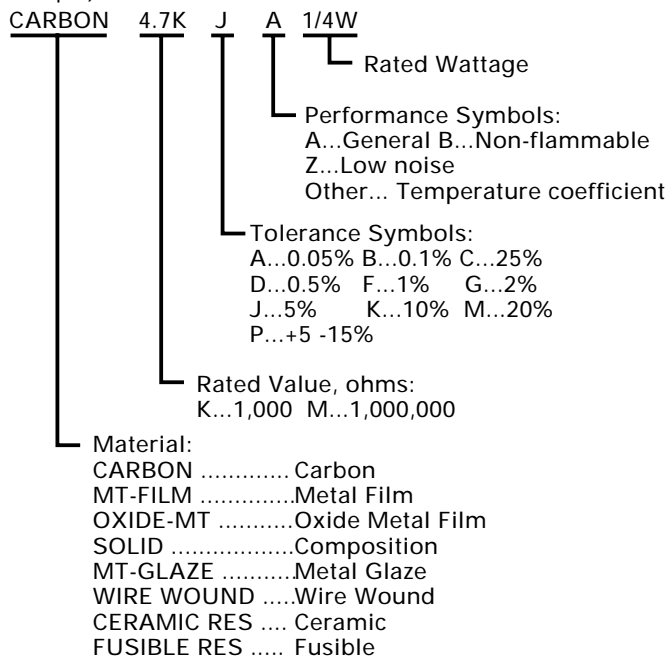 CARBON 4.7K J A 1/4W
Rated Wattage
Performance Symbols:
A...General B...Non-flammable
Z...Low noise
Other... Temperature coefficient
Tolerance Symbols:
A...0.05% B...0.1% C...25%
D...0.5% F...1% G...2%
J...5% K...10% M...20%
P...+5 -15%
Rated Value, ohms:
K...1,000 M...1,000,000
Material:
CARBON ............. Carbon
MT-FILM ..............Metal Film
OXIDE-MT ...........Oxide Metal Film
SOLID ..................Composition
MT-GLAZE ...........Metal Glaze
WIRE WOUND .....Wire Wound
CERAMIC RES .... Ceramic
FUSIBLE RES ..... Fusible